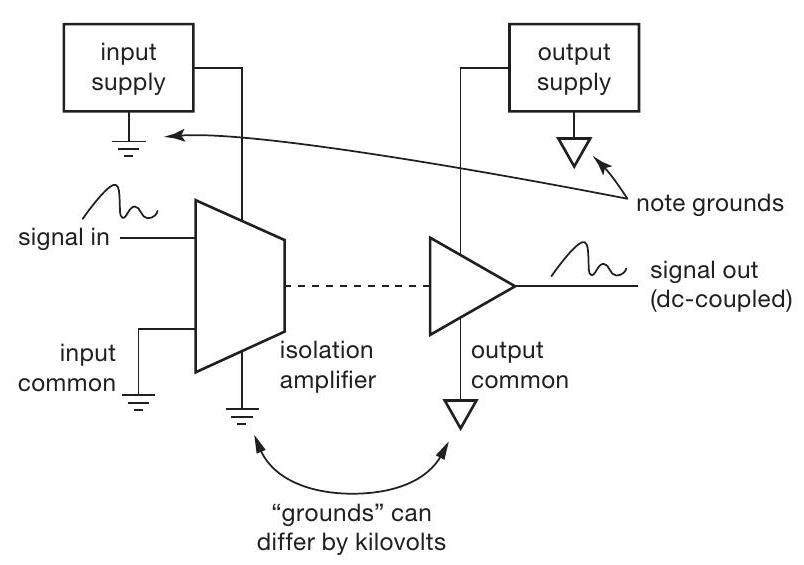 input
supply
output
supply
note grounds
signal in
signal out
(dc-coupled)
input
common
isolation
amplifier
output
common
“grounds” can
differ by kilovolts